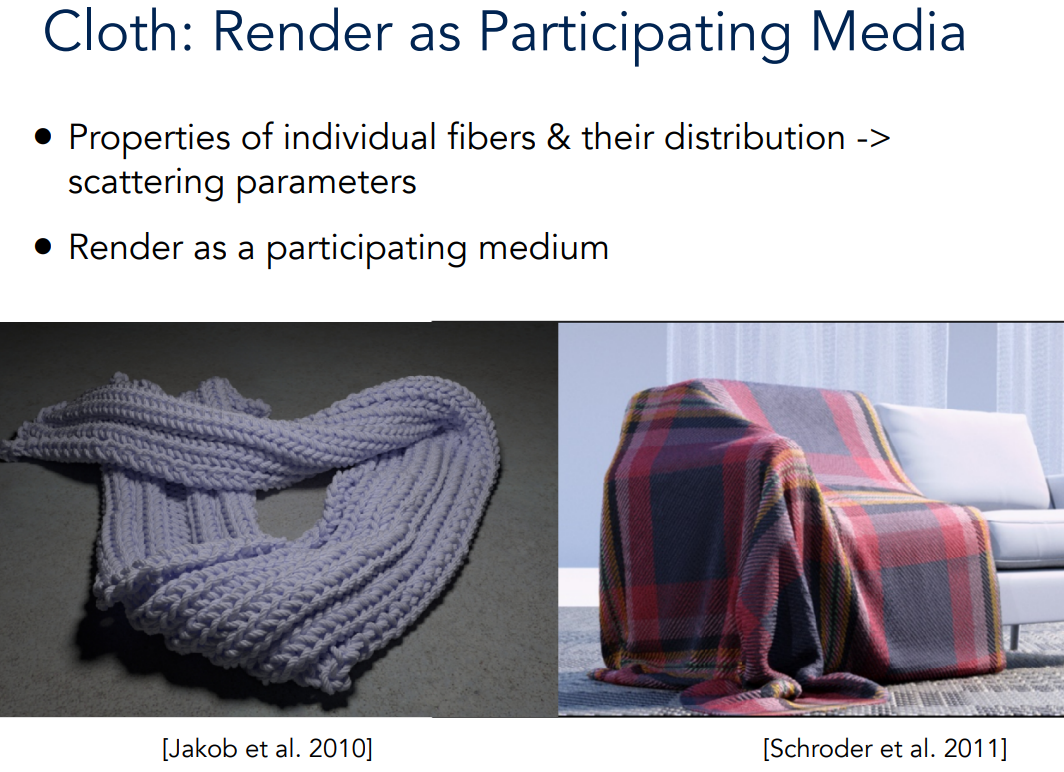 Cloth: Render as Participating Media
● Properties of individual fibers & their distribution ->
scattering parameters
● Render as a participating medium
[Jakob et al. 2010]
[Schroder et al. 2011]